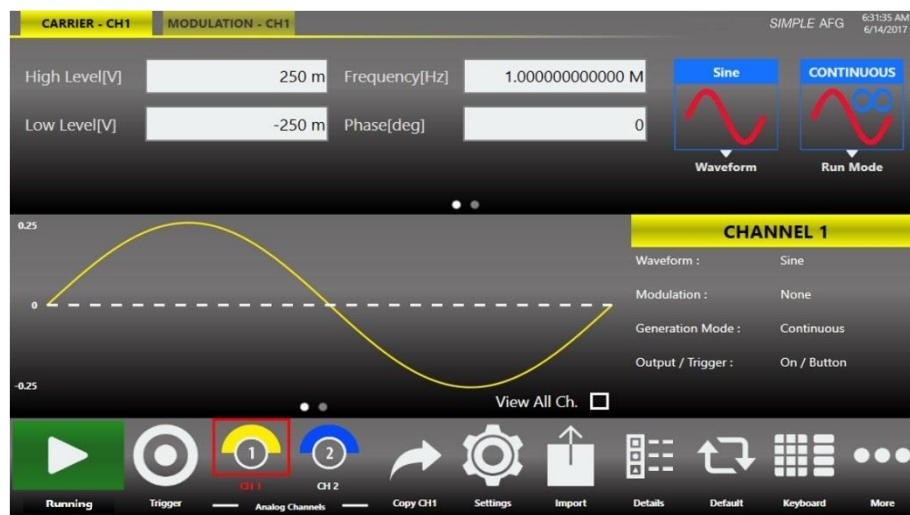 CARRIER - CH1
MODULATION - CH1
SIMPLE AFG
6:31:35 AM
6/14/2017
High Level[V]
250 m
Frequency[Hz]
1.000000000000 M
Low Level[V]
-250 m
Phase[deg]
0
Sine
Waveform
CONTINUOUS
Run Mode
0.25
0
-0.25
View All Ch.
CHANNEL 1
Waveform : Sine
Modulation : None
Generation Mode : Continuous
Output / Trigger : On / Button
Running
Trigger
1
CH 1
2
CH 2
Analog Channels
Copy CH1
Settings
Import
Details
Default
Keyboard
More